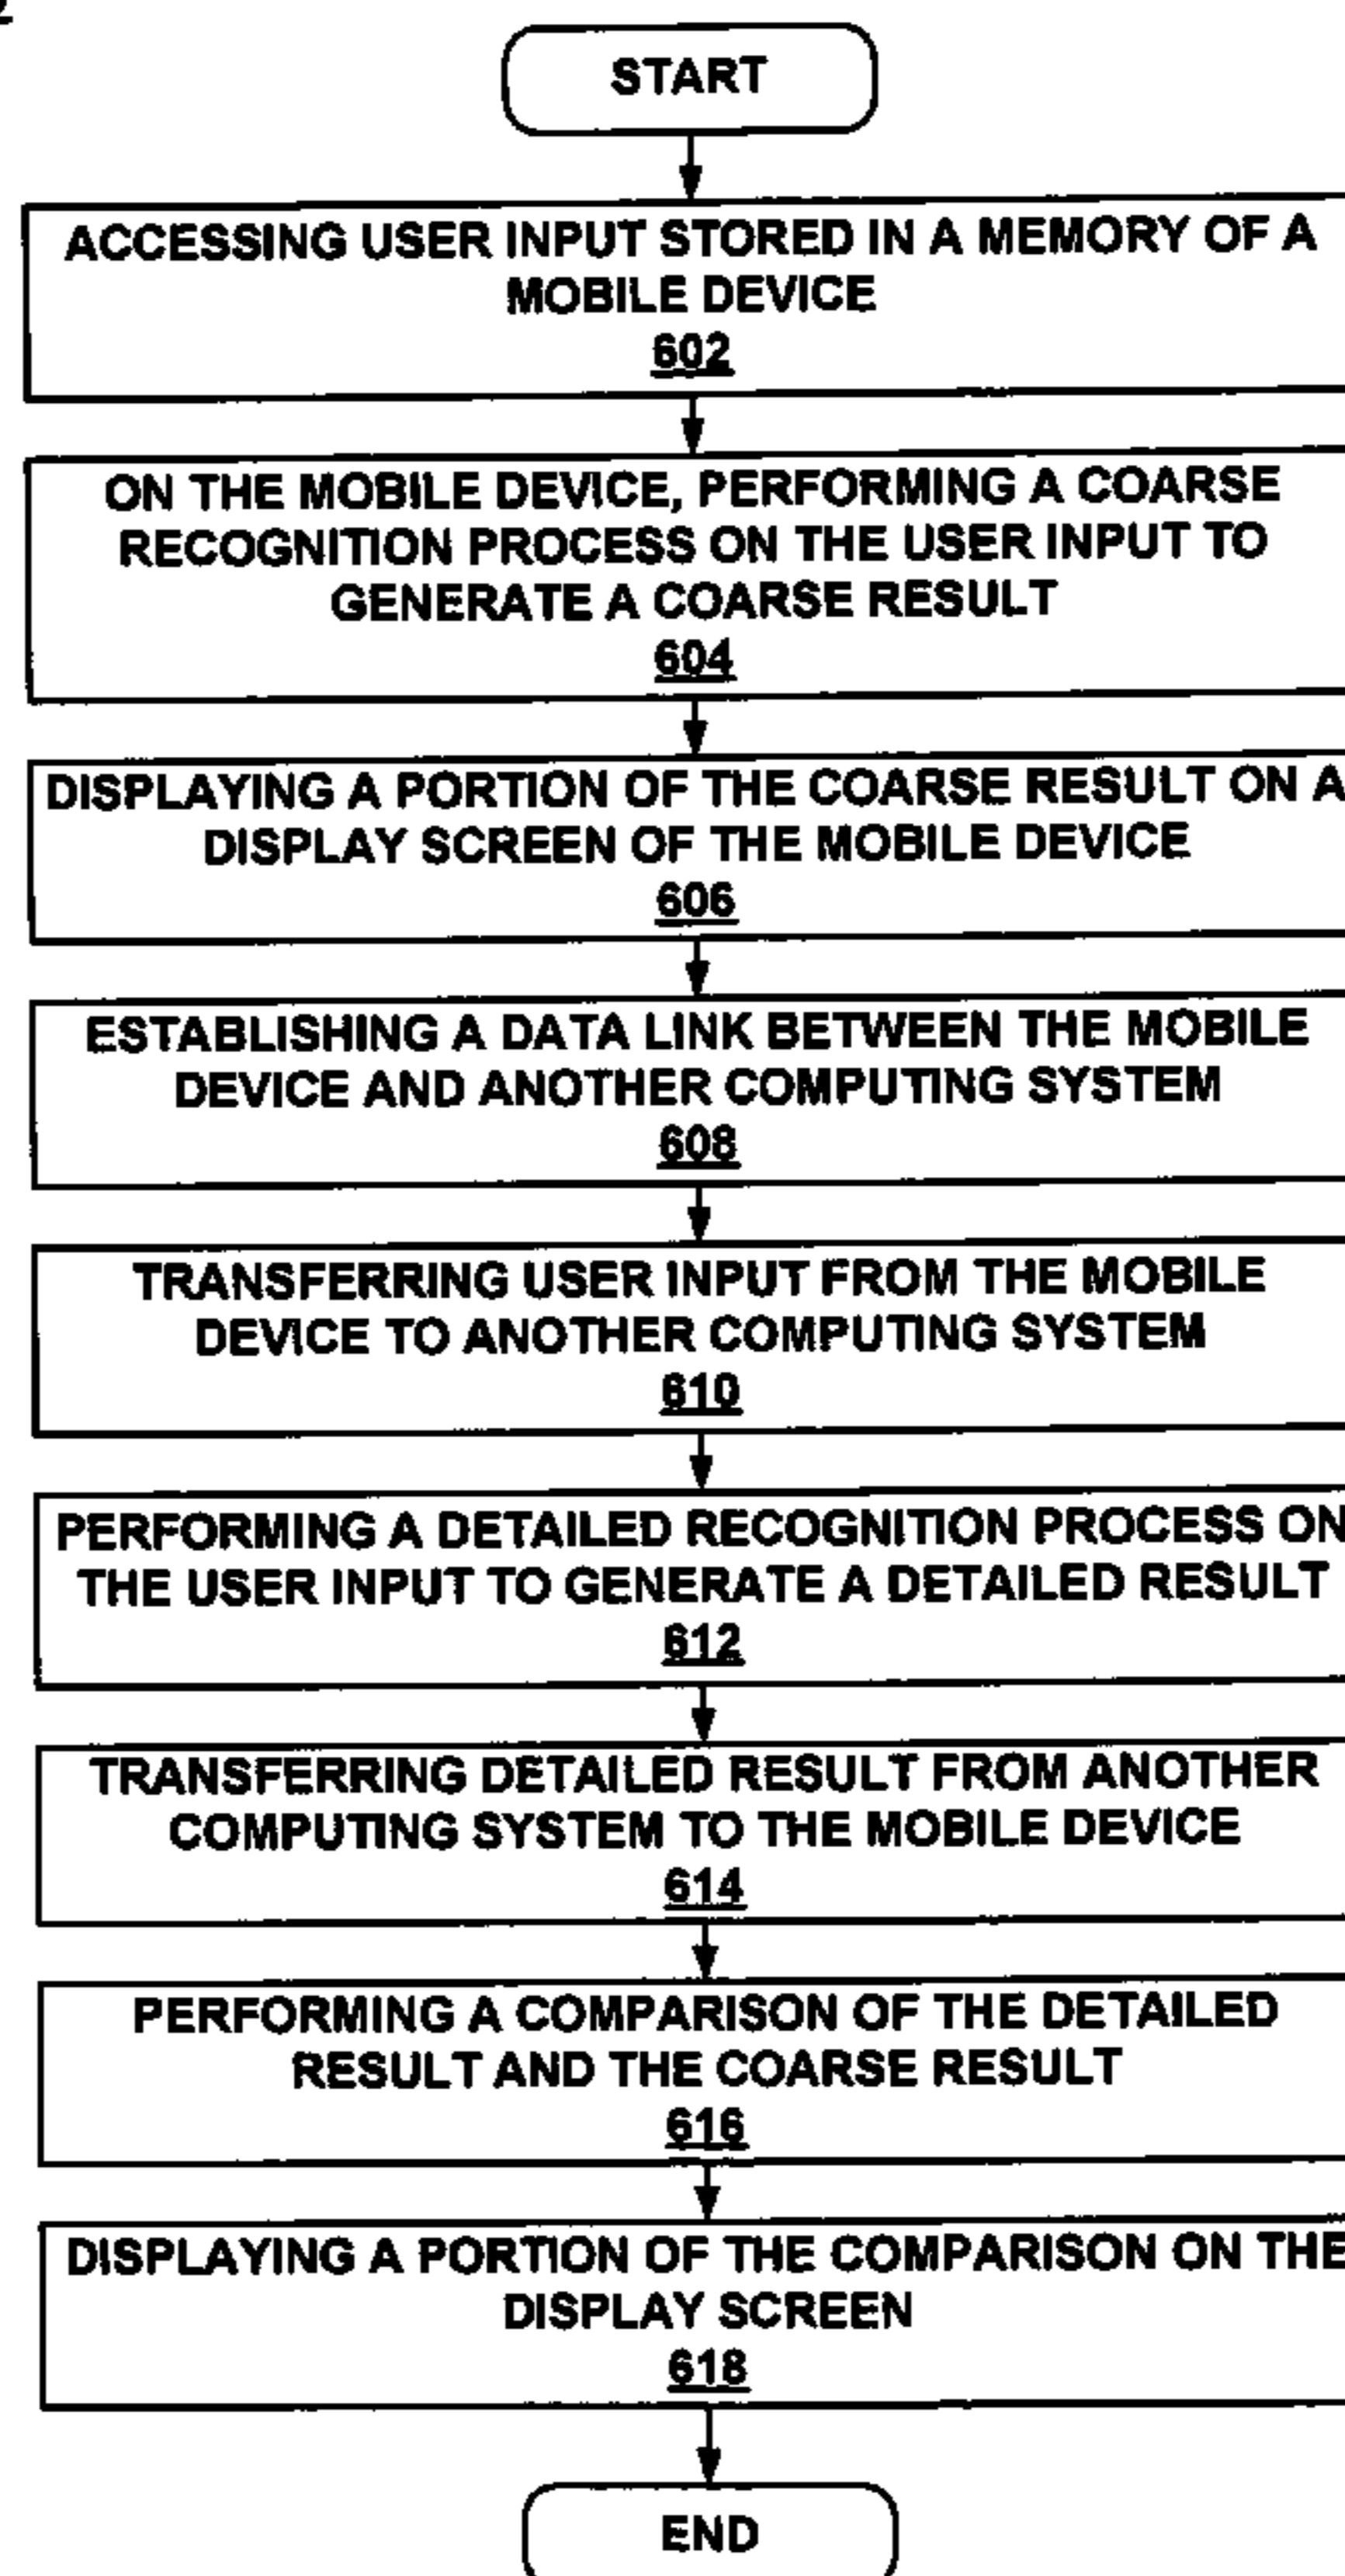 START
ACCESSING USER INPUT STORED IN A MEMORY OF A
MOBILE DEVICE
602
ON THE MOBILE DEVICE, PERFORMING A COARSE
RECOGNITION PROCESS ON THE USER INPUT TO
GENERATE A COARSE RESULT
604
DISPLAYING A PORTION OF THE COARSE RESULT ON A
DISPLAY SCREEN OF THE MOBILE DEVICE
606
ESTABLISHING A DATA LINK BETWEEN THE MOBILE
DEVICE AND ANOTHER COMPUTING SYSTEM
608
TRANSFERRING USER INPUT FROM THE MOBILE
DEVICE TO ANOTHER COMPUTING SYSTEM
610
PERFORMING A DETAILED RECOGNITION PROCESS ON
THE USER INPUT TO GENERATE A DETAILED RESULT
612
TRANSFERRING DETAILED RESULT FROM ANOTHER
COMPUTING SYSTEM TO THE MOBILE DEVICE
614
PERFORMING A COMPARISON OF THE DETAILED
RESULT AND THE COARSE RESULT
616
DISPLAYING A PORTION OF THE COMPARISON ON THE
DISPLAY SCREEN
618
END